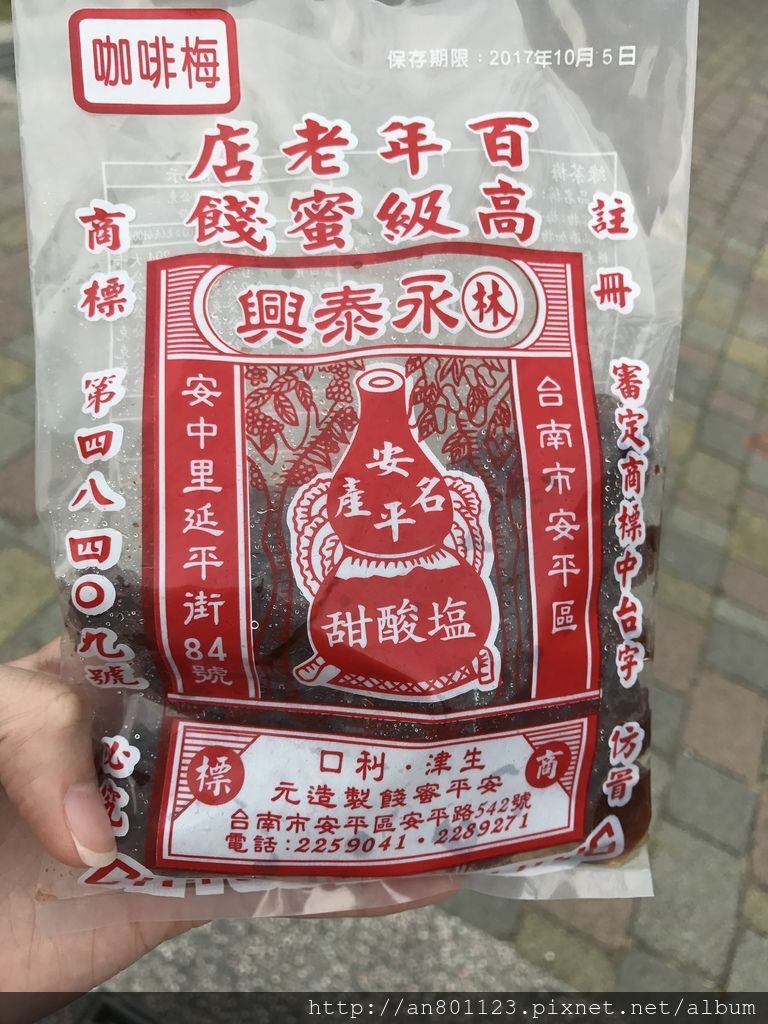 咖啡梅
保存期限：2017年10月5日
百年老店
高級蜜餞
註冊
商標
林永泰興
審定商標中台字
第四八四〇九號
仿冒
必究
台南市安平區
安中里延平街84號
安平名產
塩酸甜
商標
生津·利口
安平蜜餞製造元
台南市安平區安平路542號
電話:2259041·2289271
http://an801123.pixnet.net/album